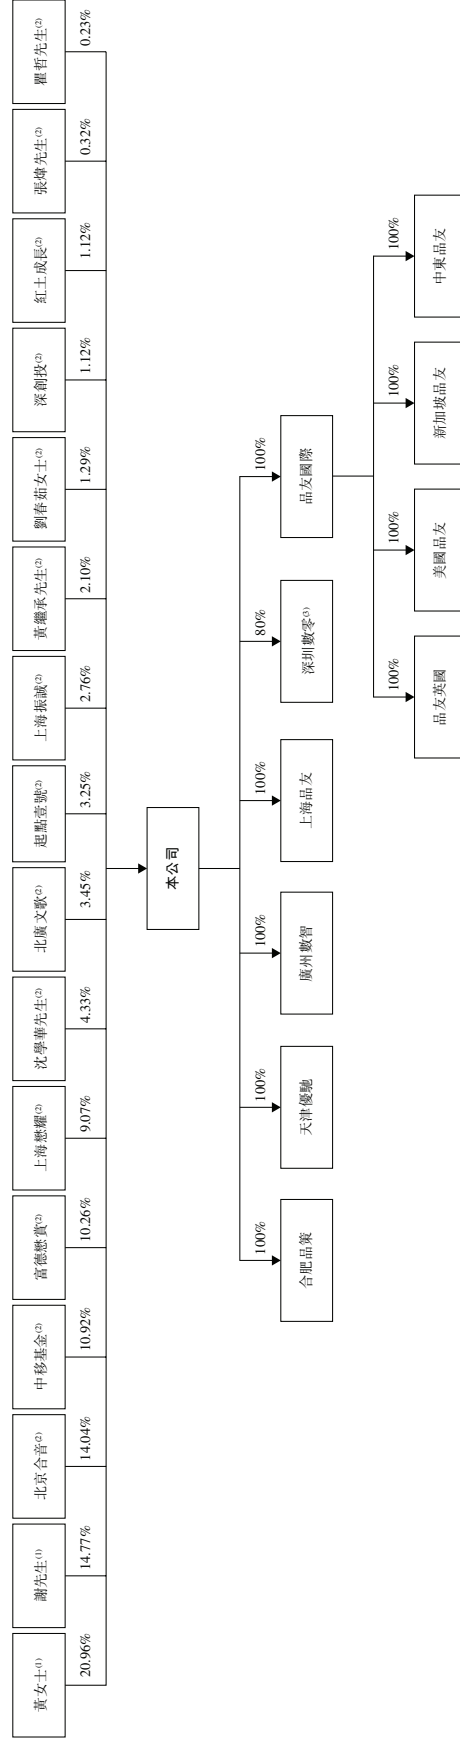 黃女士⁽¹⁾
20.96%
謝先生⁽¹⁾
14.77%
北京合音⁽²⁾
14.04%
中移基金⁽²⁾
10.92%
富德懋賞⁽²⁾
10.26%
上海懋耀⁽²⁾
9.07%
沈學華先生⁽²⁾
4.33%
北廣文歌⁽²⁾
3.45%
起點壹號⁽²⁾
3.25%
上海振誠⁽²⁾
2.76%
黃繼承先生⁽²⁾
2.10%
劉春茹女士⁽²⁾
1.29%
深創投⁽²⁾
1.12%
紅土成長⁽²⁾
1.12%
張煒先生⁽²⁾
0.32%
瞿哲先生⁽²⁾
0.23%
本公司
100%
合肥品策
100%
天津優馳
100%
廣州數智
100%
上海品友
80%
深圳數零⁽³⁾
100%
品友國際
100%
品友英國
100%
美國品友
100%
新加坡品友
100%
中東品友